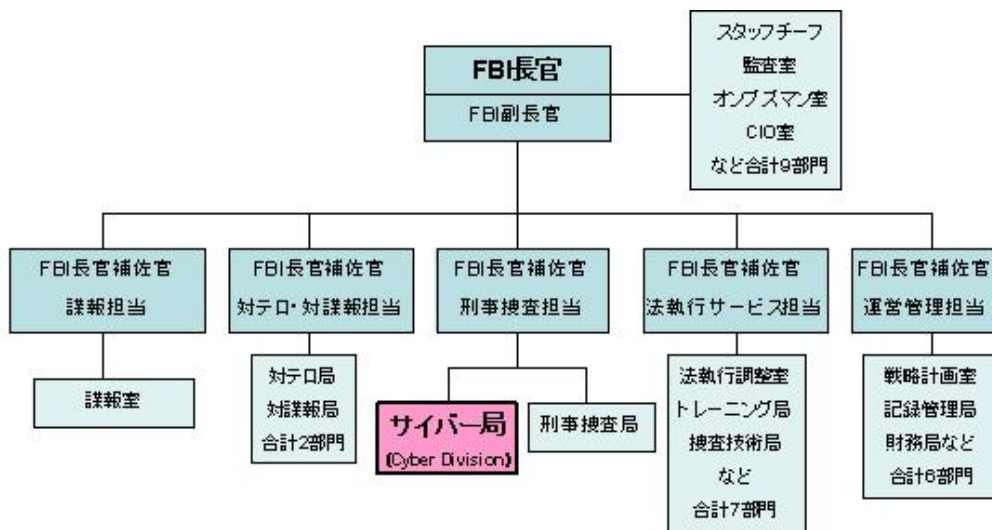 FBI長官
FBI副長官
スタッフチーフ
監査室
オンブズマン室
CIO室
など合計9部門
FBI長官補佐官
諜報担当
FBI長官補佐官
対テロ・対諜報担当
FBI長官補佐官
刑事捜査担当
FBI長官補佐官
法執行サービス担当
FBI長官補佐官
運営管理担当
諜報室
対テロ局
対諜報局
合計2部門
サイバー局
(Cyber Division)
刑事捜査局
法執行調整室
トレーニング局
捜査技術局
など
合計7部門
戦略計画室
記録管理局
財務局など
合計6部門